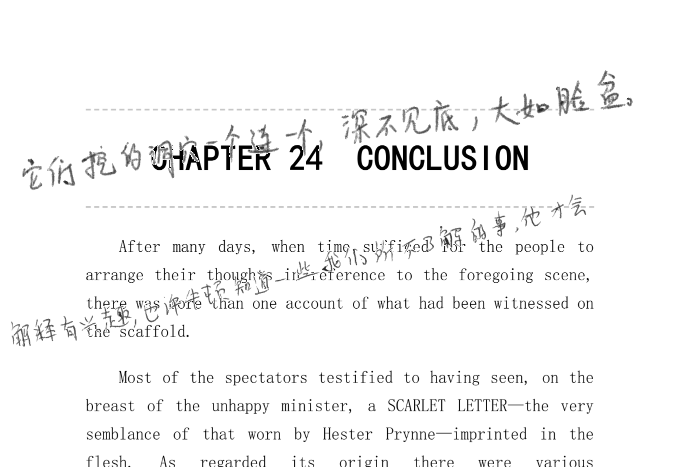 它们挖的洞穴一个连一个，深不见底，大如脸盆。
CHAPTER 24 CONCLUSION
After many days, when time sufficed for the people to
arrange their thoughts in reference to the foregoing scene,
there was more than one account of what had been witnessed on
the scaffold.
解释有兴趣，也许牛顿知道一些我们所不了解的事，他才会
Most of the spectators testified to having seen, on the
breast of the unhappy minister, a SCARLET LETTER—the very
semblance of that worn by Hester Prynne—imprinted in the
flesh. As regarded its origin there were various